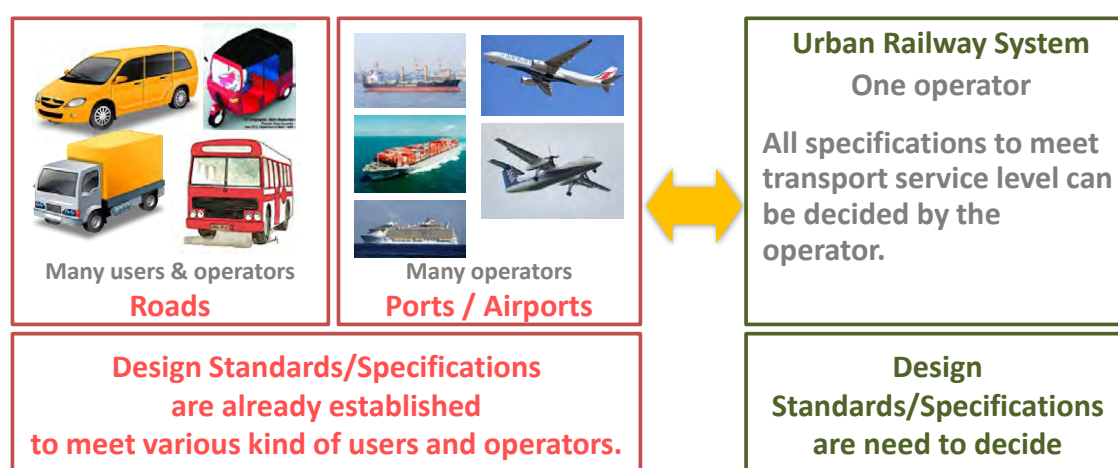 Many users & operators
Roads
Many operators
Ports / Airports
Design Standards/Specifications
are already established
to meet various kind of users and operators.
Urban Railway System
One operator
All specifications to meet
transport service level can
be decided by the
operator.
Design
Standards/Specifications
are need to decide